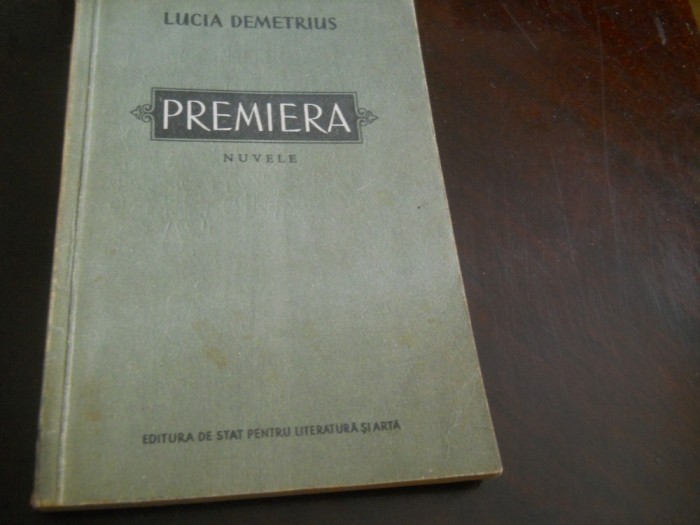 LUCIA DEMETRIUS
PREMIERA
NUVELE
EDITURA DE STAT PENTRU LITERATURĂ ȘI ARTĂ